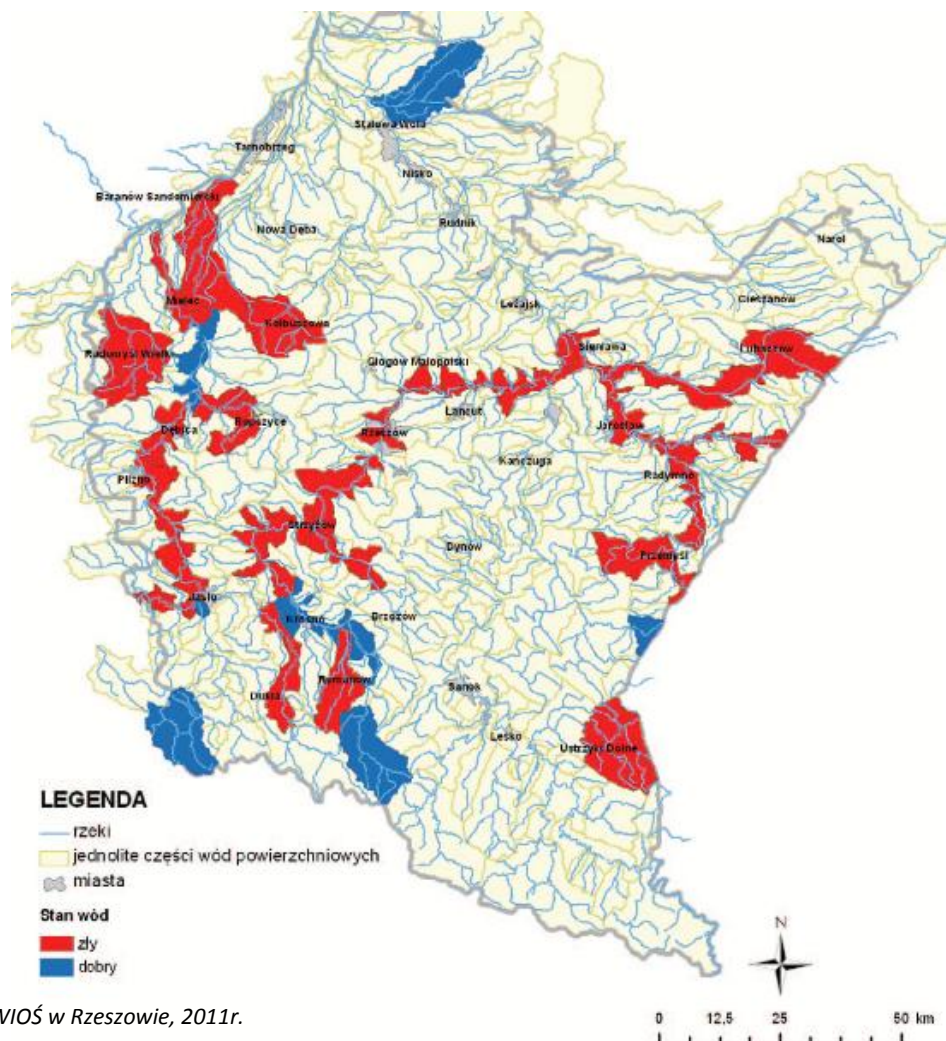 Stalowa Wola
Tarnobrzeg
Nisko
Baranów Sandomierski
Nowa Dęba
Rudnik
Narol
Mielec
Leżajsk
Cieszanów
Kolbuszowa
Radomyśl Wielki
Sieniawa
Lubaczów
Głogów Małopolski
Łańcut
Ropczyce
Dębica
Rzeszów
Jarosław
Kańczuga
Pilzno
Radymno
Strzyżów
Dynów
Przemyśl
Jasło
Krosno
Brzozów
Dukla
Rymanów
Sanok
Lesko
Ustrzyki Dolne
LEGENDA
rzeki
jednolite części wód powierzchniowych
miasta
Stan wód
zły
dobry
N
WIOŚ w Rzeszowie, 2011r.
0 12,5 25 50 km